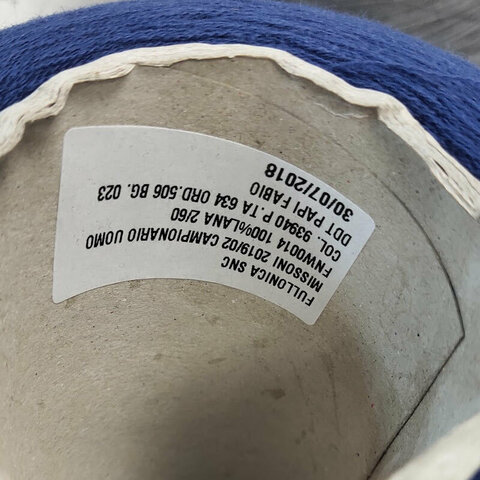 FULLONICA SNC
MISSONI 2019/02 CAMPIONARIO UOMO
FNW0014 100%LANA 2/60
COL. 93940 P.TA 634 ORD.506 BG. 023
DDT PAPI FABIO
30/07/2018